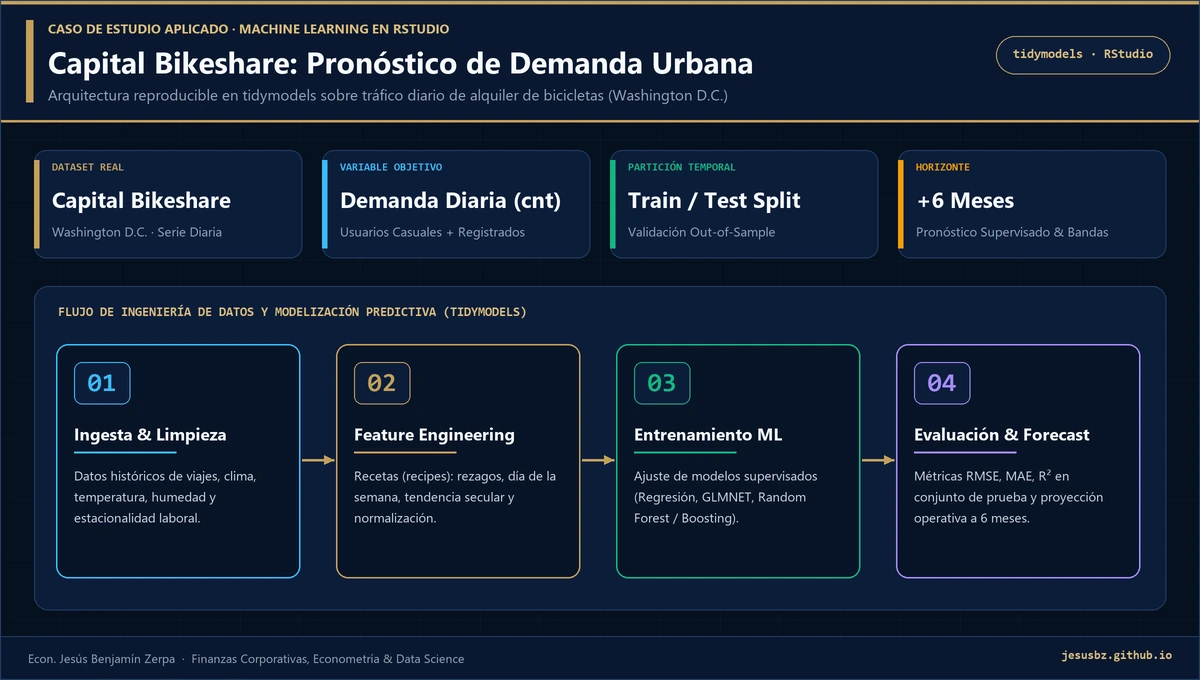 CASO DE ESTUDIO APLICADO · MACHINE LEARNING EN RSTUDIO
Capital Bikeshare: Pronóstico de Demanda Urbana
Arquitectura reproducible en tidymodels sobre tráfico diario de alquiler de bicicletas (Washington D.C.)
tidymodels · RStudio
DATASET REAL
Capital Bikeshare
Washington D.C. · Serie Diaria
VARIABLE OBJETIVO
Demanda Diaria (cnt)
Usuarios Casuales + Registrados
PARTICIÓN TEMPORAL
Train / Test Split
Validación Out-of-Sample
HORIZONTE
+6 Meses
Pronóstico Supervisado & Bandas
FLUJO DE INGENIERÍA DE DATOS Y MODELIZACIÓN PREDICTIVA (TIDYMODELS)
01
Ingesta & Limpieza
Datos históricos de viajes, clima,
temperatura, humedad y
estacionalidad laboral.
02
Feature Engineering
Recetas (recipes): rezagos, día de la
semana, tendencia secular y
normalización.
03
Entrenamiento ML
Ajuste de modelos supervisados
(Regresión, GLMNET, Random
Forest / Boosting).
04
Evaluación & Forecast
Métricas RMSE, MAE, R² en
conjunto de prueba y proyección
operativa a 6 meses.
Econ. Jesús Benjamín Zerpa · Finanzas Corporativas, Econometría & Data Science
jesusbz.github.io